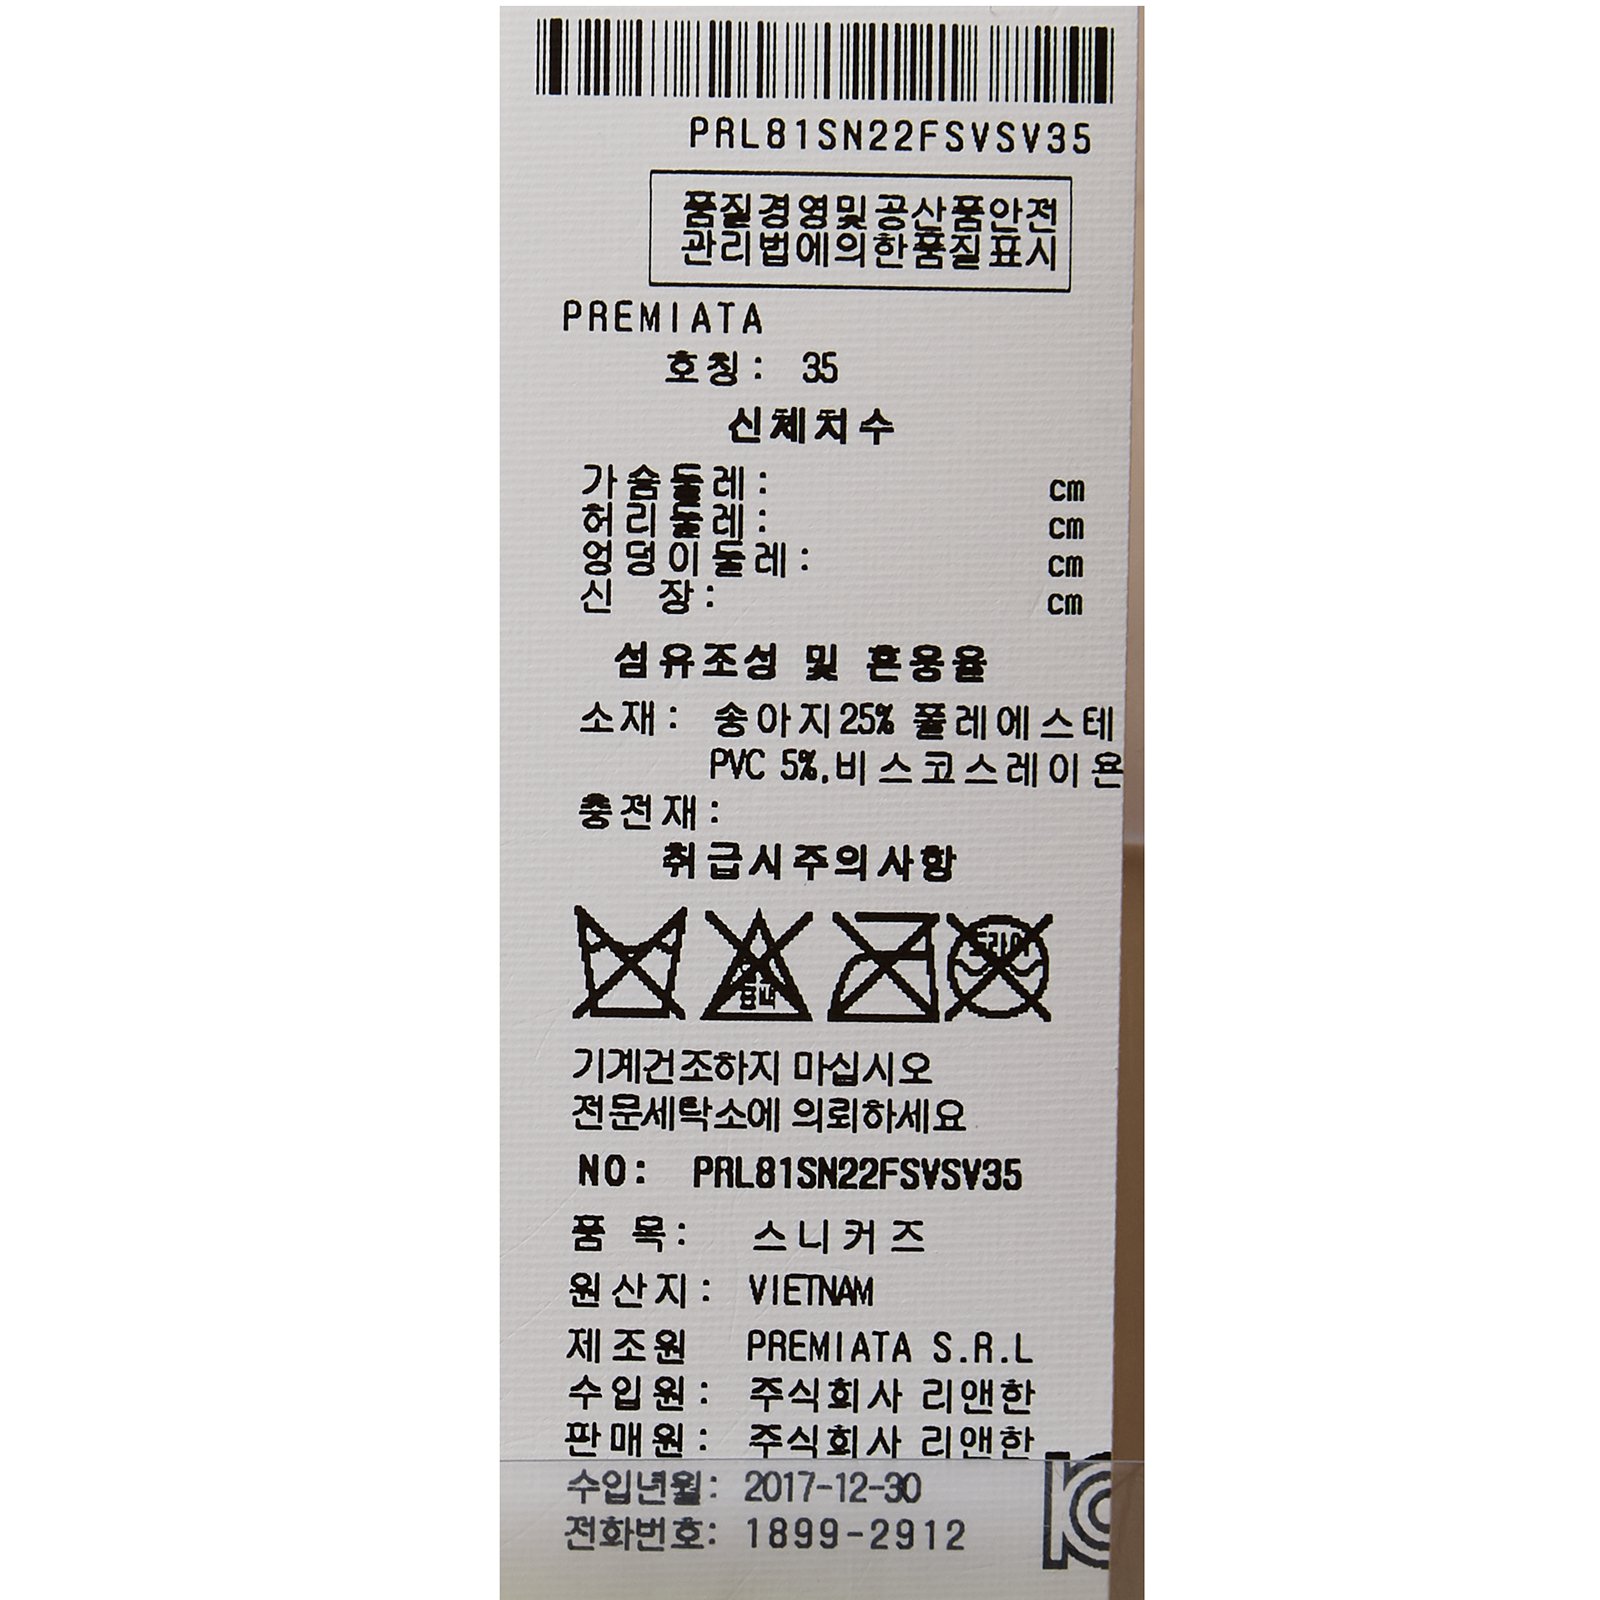 PRL81SN22FSVSV35
품질경영및공산품안전
관리법에의한품질표시
PREMIATA
호칭: 35
신체치수
가슴둘레: cm
허리둘레: cm
엉덩이둘레: cm
신 장: cm
섬유조성 및 혼용율
소재: 송아지25% 폴레에스테
PVC 5%,비스코스레이욘
충전재:
취급시주의사항
표백 드라이
기계건조하지 마십시오
전문세탁소에 의뢰하세요
NO: PRL81SN22FSVSV35
품 목: 스니커즈
원산지: VIETNAM
제조원 PREMIATA S.R.L
수입원: 주식회사 리앤한
판매원: 주식회사 리앤한
수입년월: 2017-12-30
전화번호: 1899-2912